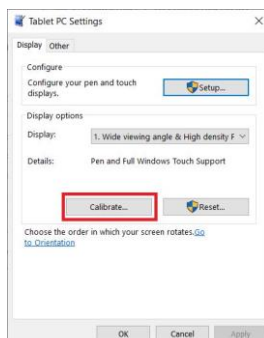 Tablet PC Settings
Display Other
Configure
Configure your pen and touch
displays.
Setup...
Display options
Display:
1. Wide viewing angle & High density F
Details:
Pen and Full Windows Touch Support
Calibrate...
Reset...
Choose the order in which your screen rotates.Go
to Orientation
OK Cancel Apply